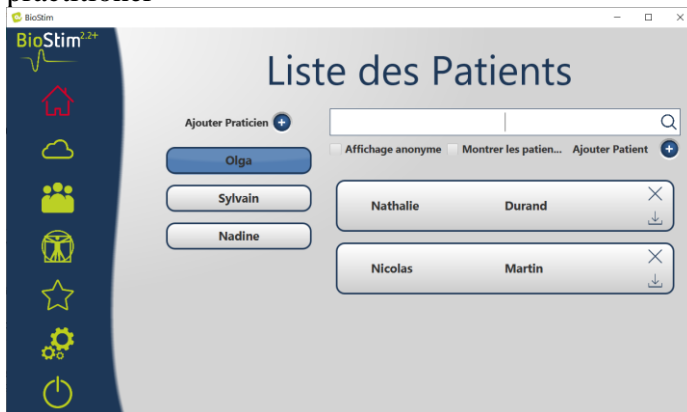 practitioner
BioStim
BioStim2.2+
Liste des Patients
Ajouter Praticien
Affichage anonyme Montrer les patien... Ajouter Patient
Olga
Sylvain
Nadine
Nathalie Durand
Nicolas Martin